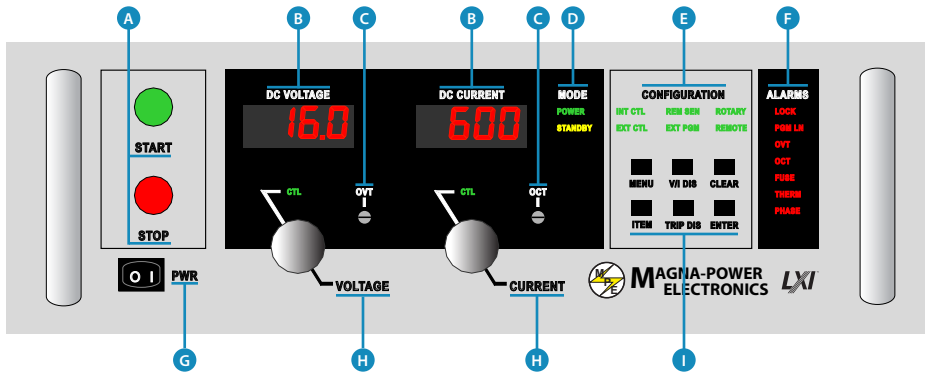 A B C B C D E F
DC VOLTAGE DC CURRENT MODE CONFIGURATION ALARMS
16.0 600
POWER INT CTL REM SEN ROTARY LOCK
STANDBY EXT CTL EXT PGM REMOTE PGM LN
START
OVT
OCT
MENU V/I DIS CLEAR FUSE
CTL OVT CTL OCT THERM
PHASE
STOP ITEM TRIP DIS ENTER
O I PWR
VOLTAGE CURRENT
MPE MAGNA-POWER
ELECTRONICS LXI
G H H I